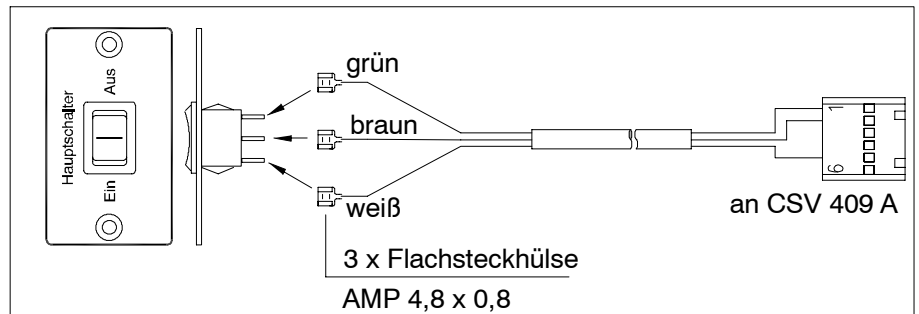 Hauptschalter
Aus
Ein
grün
braun
weiß
1
6
an CSV 409 A
3 x Flachsteckhülse
AMP 4,8 x 0,8